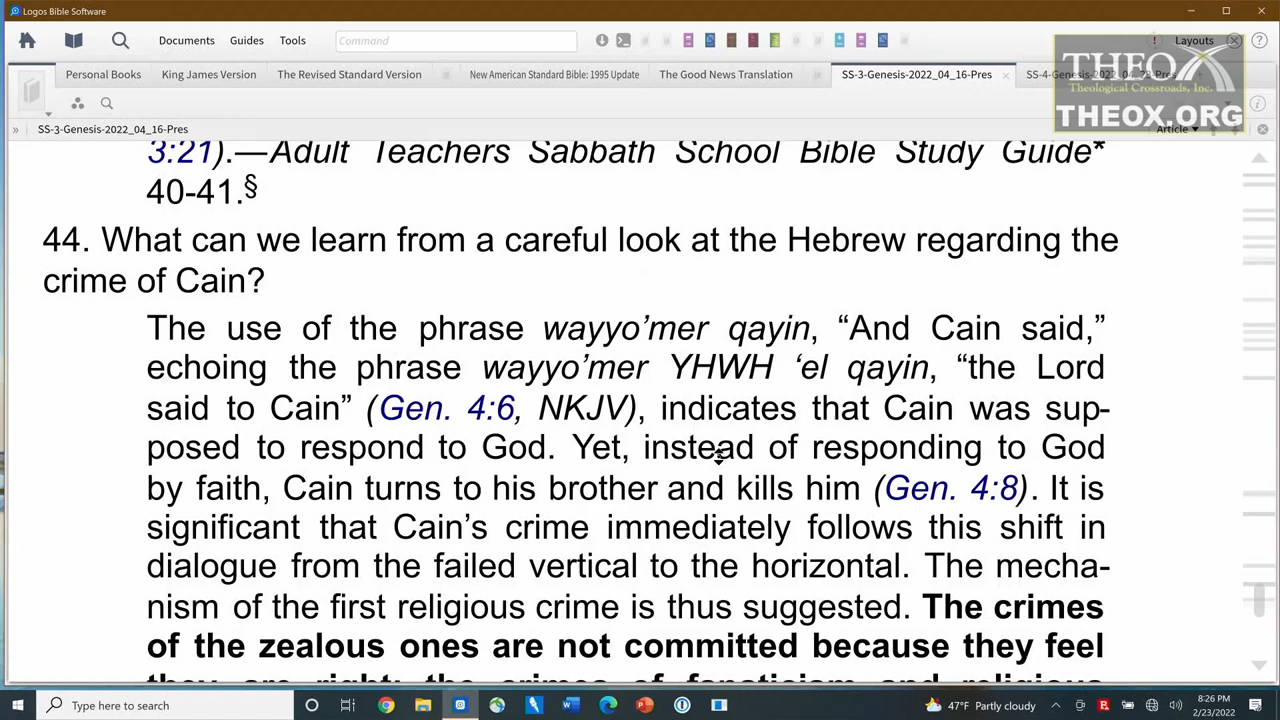 Logos Bible Software
Documents Guides Tools Command Layouts
THEOX
Theological Crossroads, Inc.
THEOX.ORG
Personal Books King James Version The Revised Standard Version New American Standard Bible: 1995 Update The Good News Translation SS-3-Genesis-2022_04_16-Pres
SS-3-Genesis-2022_04_16-Pres Article
3:21).—Adult Teachers Sabbath School Bible Study Guide*
40-41.§
44. What can we learn from a careful look at the Hebrew regarding the
crime of Cain?
The use of the phrase wayyo’mer qayin, “And Cain said,”
echoing the phrase wayyo’mer YHWH ‘el qayin, “the Lord
said to Cain” (Gen. 4:6, NKJV), indicates that Cain was sup-
posed to respond to God. Yet, instead of responding to God
by faith, Cain turns to his brother and kills him (Gen. 4:8). It is
significant that Cain’s crime immediately follows this shift in
dialogue from the failed vertical to the horizontal. The mecha-
nism of the first religious crime is thus suggested. The crimes
of the zealous ones are not committed because they feel
they are right; the crimes of fanaticism and religious
Type here to search
47°F Partly cloudy
8:26 PM
2/23/2022